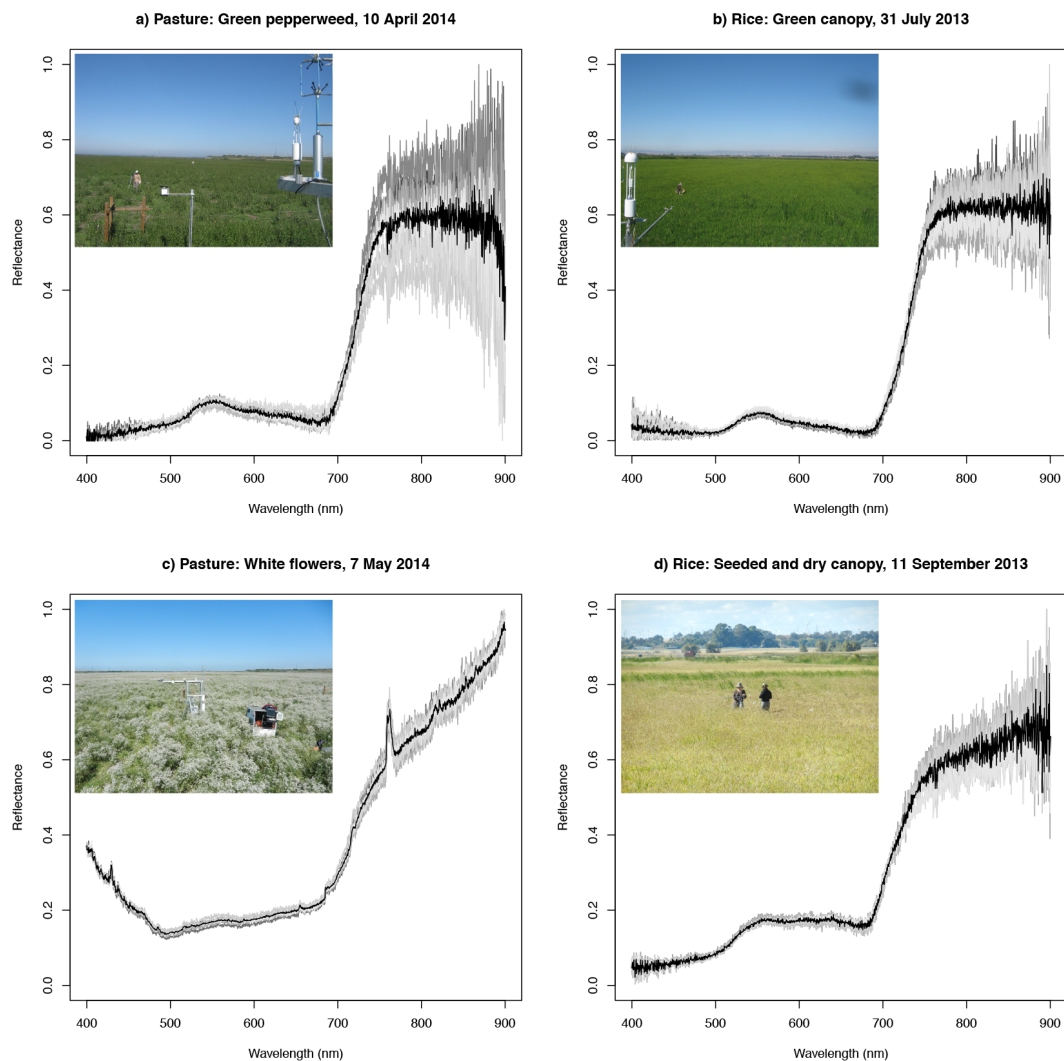 a) Pasture: Green pepperweed, 10 April 2014
Reflectance
1.0
0.8
0.6
0.4
0.2
0.0
400 500 600 700 800 900
Wavelength (nm)
b) Rice: Green canopy, 31 July 2013
Reflectance
1.0
0.8
0.6
0.4
0.2
0.0
400 500 600 700 800 900
Wavelength (nm)
c) Pasture: White flowers, 7 May 2014
Reflectance
1.0
0.8
0.6
0.4
0.2
0.0
400 500 600 700 800 900
Wavelength (nm)
d) Rice: Seeded and dry canopy, 11 September 2013
Reflectance
1.0
0.8
0.6
0.4
0.2
0.0
400 500 600 700 800 900
Wavelength (nm)